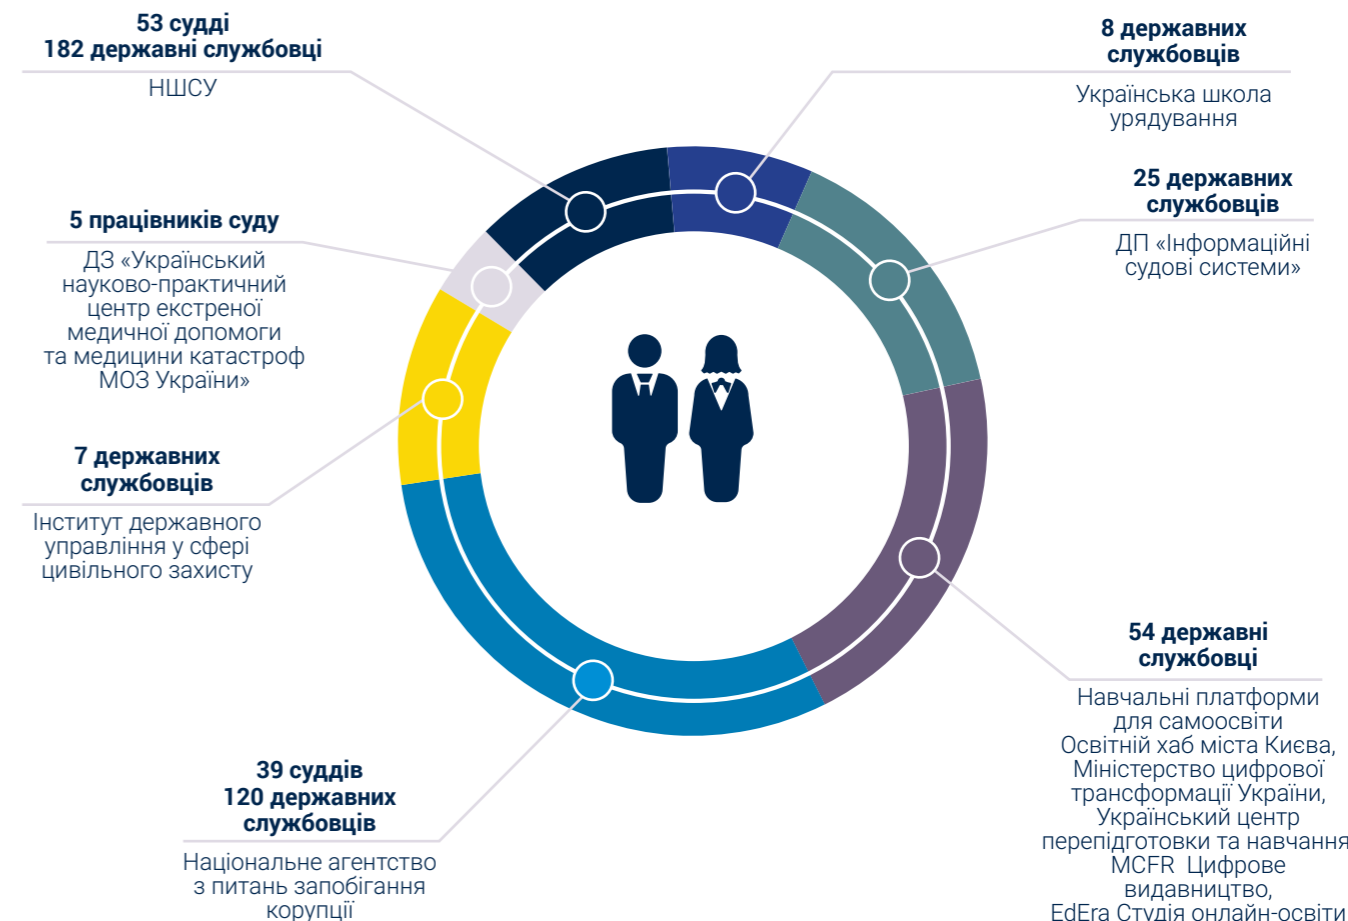 53 судді
182 державні службовці
НШСУ
8 державних
службовців
Українська школа
урядування
25 державних
службовців
ДП «Інформаційні
судові системи»
5 працівників суду
ДЗ «Український
науково-практичний
центр екстреної
медичної допомоги
та медицини катастроф
МОЗ України»
7 державних
службовців
Інститут державного
управління у сфері
цивільного захисту
54 державні
службовці
Навчальні платформи
для самоосвіти
Освітній хаб міста Києва,
Міністерство цифрової
трансформації України,
Український центр
перепідготовки та навчання
MCFR Цифрове
видавництво,
EdEra Студія онлайн-освіти
39 суддів
120 державних
службовців
Національне агентство
з питань запобігання
корупції